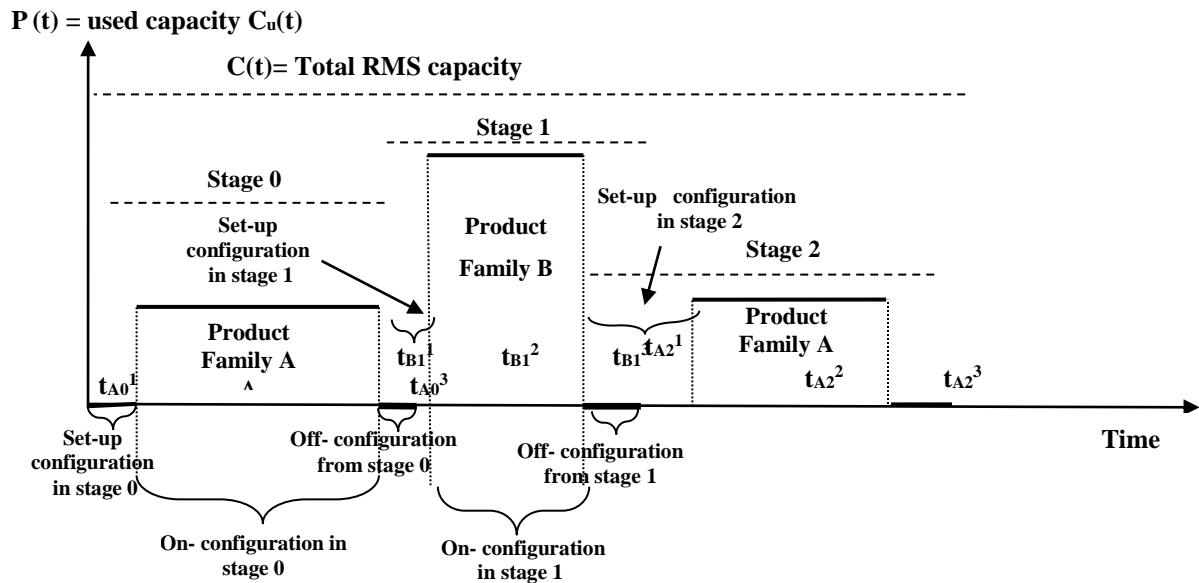 P (t) = used capacity Cu(t)
C(t)= Total RMS capacity
Stage 1
Stage 0
Set-up configuration
in stage 2
Set-up
configuration
in stage 1
Product
Family B
Stage 2
Product
Family A
^
Product
Family A
tA0¹
tB1¹
tA0³
tB1²
tB1³
tA2¹
tA2²
tA2³
Time
Set-up
configuration
in stage 0
Off- configuration
from stage 0
Off- configuration
from stage 1
On- configuration in
stage 0
On- configuration
in stage 1